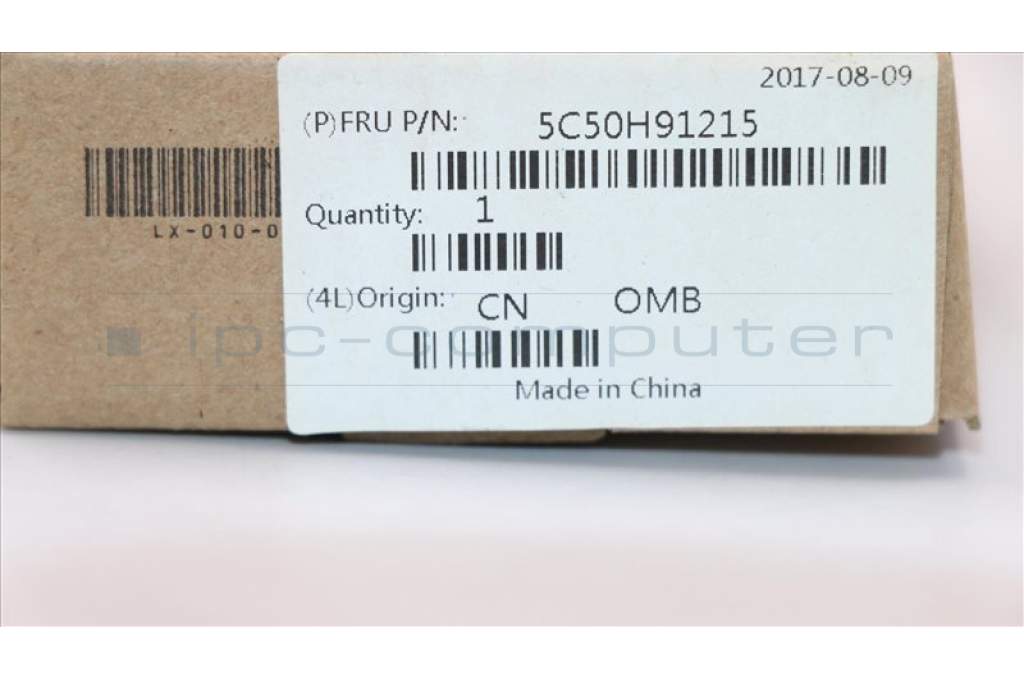 2017-08-09
(P)FRU P/N: 5C50H91215
Quantity: 1
(4L)Origin: CN OMB
Made in China
LX-010-0
ipc-computer